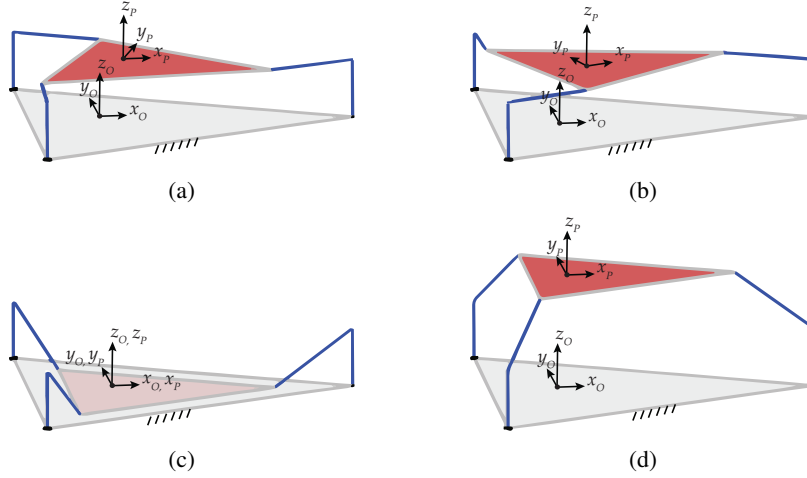 z_P
y_P
x_P
z_O
y_O
x_O
(a)
z_P
y_P
x_P
z_O
y_O
x_O
(b)
z_O, z_P
y_O, y_P
x_O, x_P
(c)
z_P
y_P
x_P
z_O
y_O
x_O
(d)